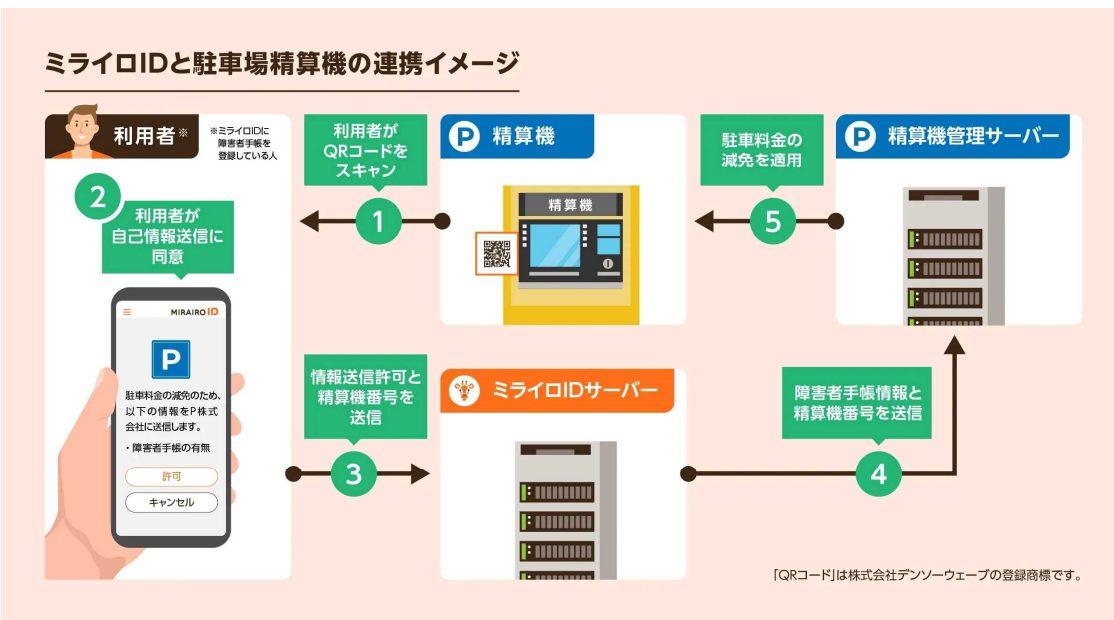 ミライロIDと駐車場精算機の連携イメージ
利用者※
※ミライロIDに
障害者手帳を
登録している人
利用者が
QRコードを
スキャン
1
P 精算機
精算機
駐車料金の
減免を適用
5
P 精算機管理サーバー
2
利用者が
自己情報送信に
同意
MIRAIRO ID
P
駐車料金の減免のため、
以下の情報をP株式
会社に送信します。
・障害者手帳の有無
許可
キャンセル
情報送信許可と
精算機番号を
送信
3
ミライロIDサーバー
障害者手帳情報と
精算機番号を送信
4
「QRコード」は株式会社デンソーウェーブの登録商標です。